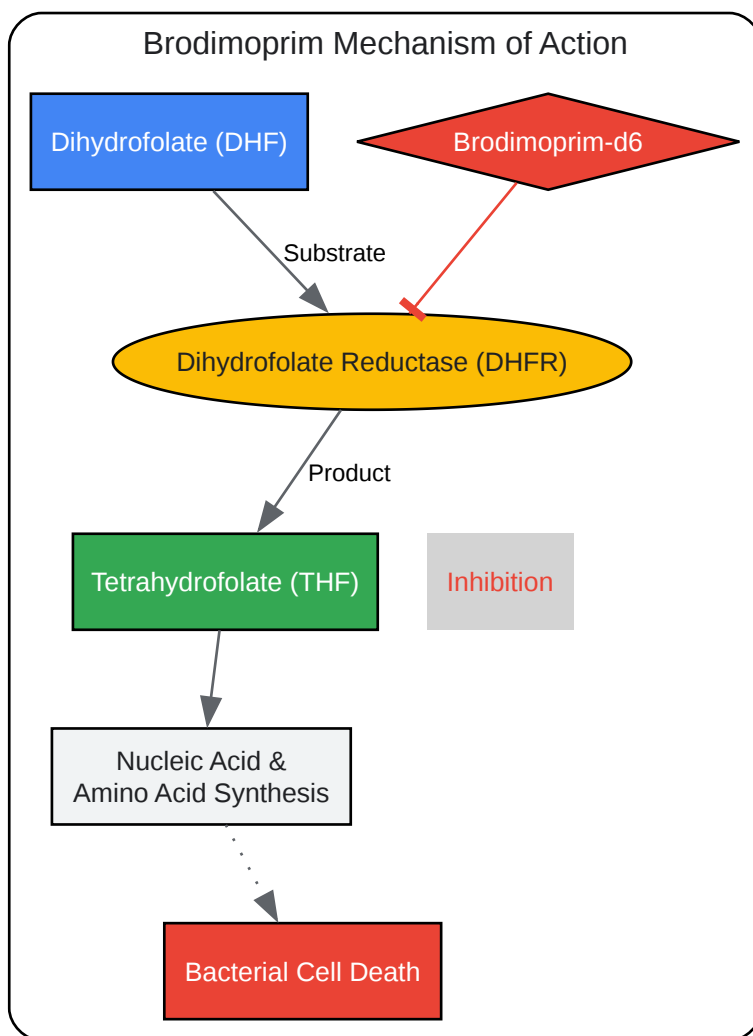 Brodimoprim Mechanism of Action
Dihydrofolate (DHF)
Brodimoprim-d6
Substrate
Dihydrofolate Reductase (DHFR)
Product
Tetrahydrofolate (THF)
Inhibition
Nucleic Acid &
Amino Acid Synthesis
Bacterial Cell Death